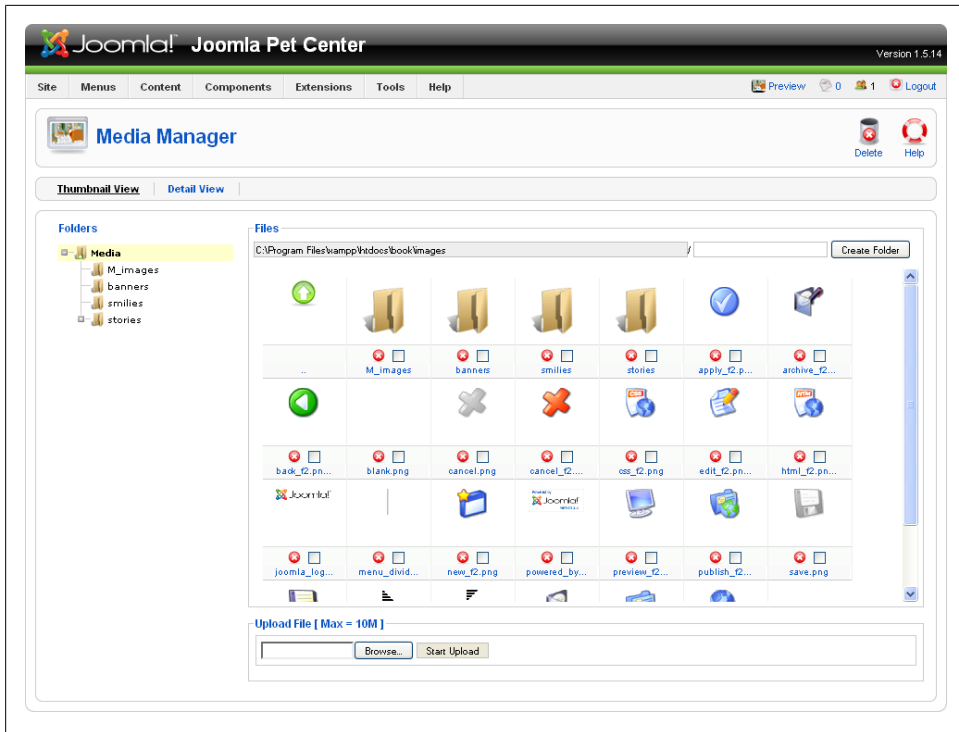 Joomla! Joomla Pet Center
Version 1.5.14
Site Menus Content Components Extensions Tools Help Preview 0 1 Logout
Media Manager
Delete Help
Thumbnail View Detail View
Folders
Media
M_images
banners
smilies
stories
Files
C:\Program Files\xampp\htdocs\book\images / Create Folder
.. M_images banners smilies stories apply_f2.p... archive_f2...
back_f2.pn... blank.png cancel.png cancel_f2.... css_f2.png edit_f2.pn... html_f2.pn...
Joomla! Joomla!
joomla_log... menu_divid... new_f2.png powered_by... preview_f2... publish_f2... save.png
Upload File [ Max = 10M ]
Browse... Start Upload